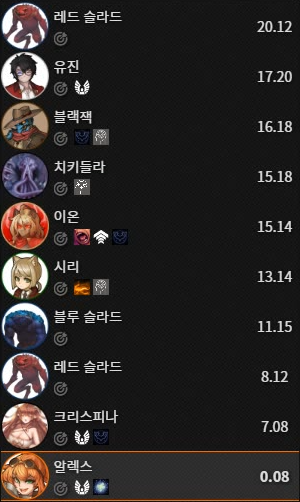 레드 슬라드
20.12
유진
17.20
블랙잭
16.18
치키틀라
15.18
이온
15.14
시리
13.14
블루 슬라드
11.15
레드 슬라드
8.12
크리스피나
7.08
알렉스
0.08